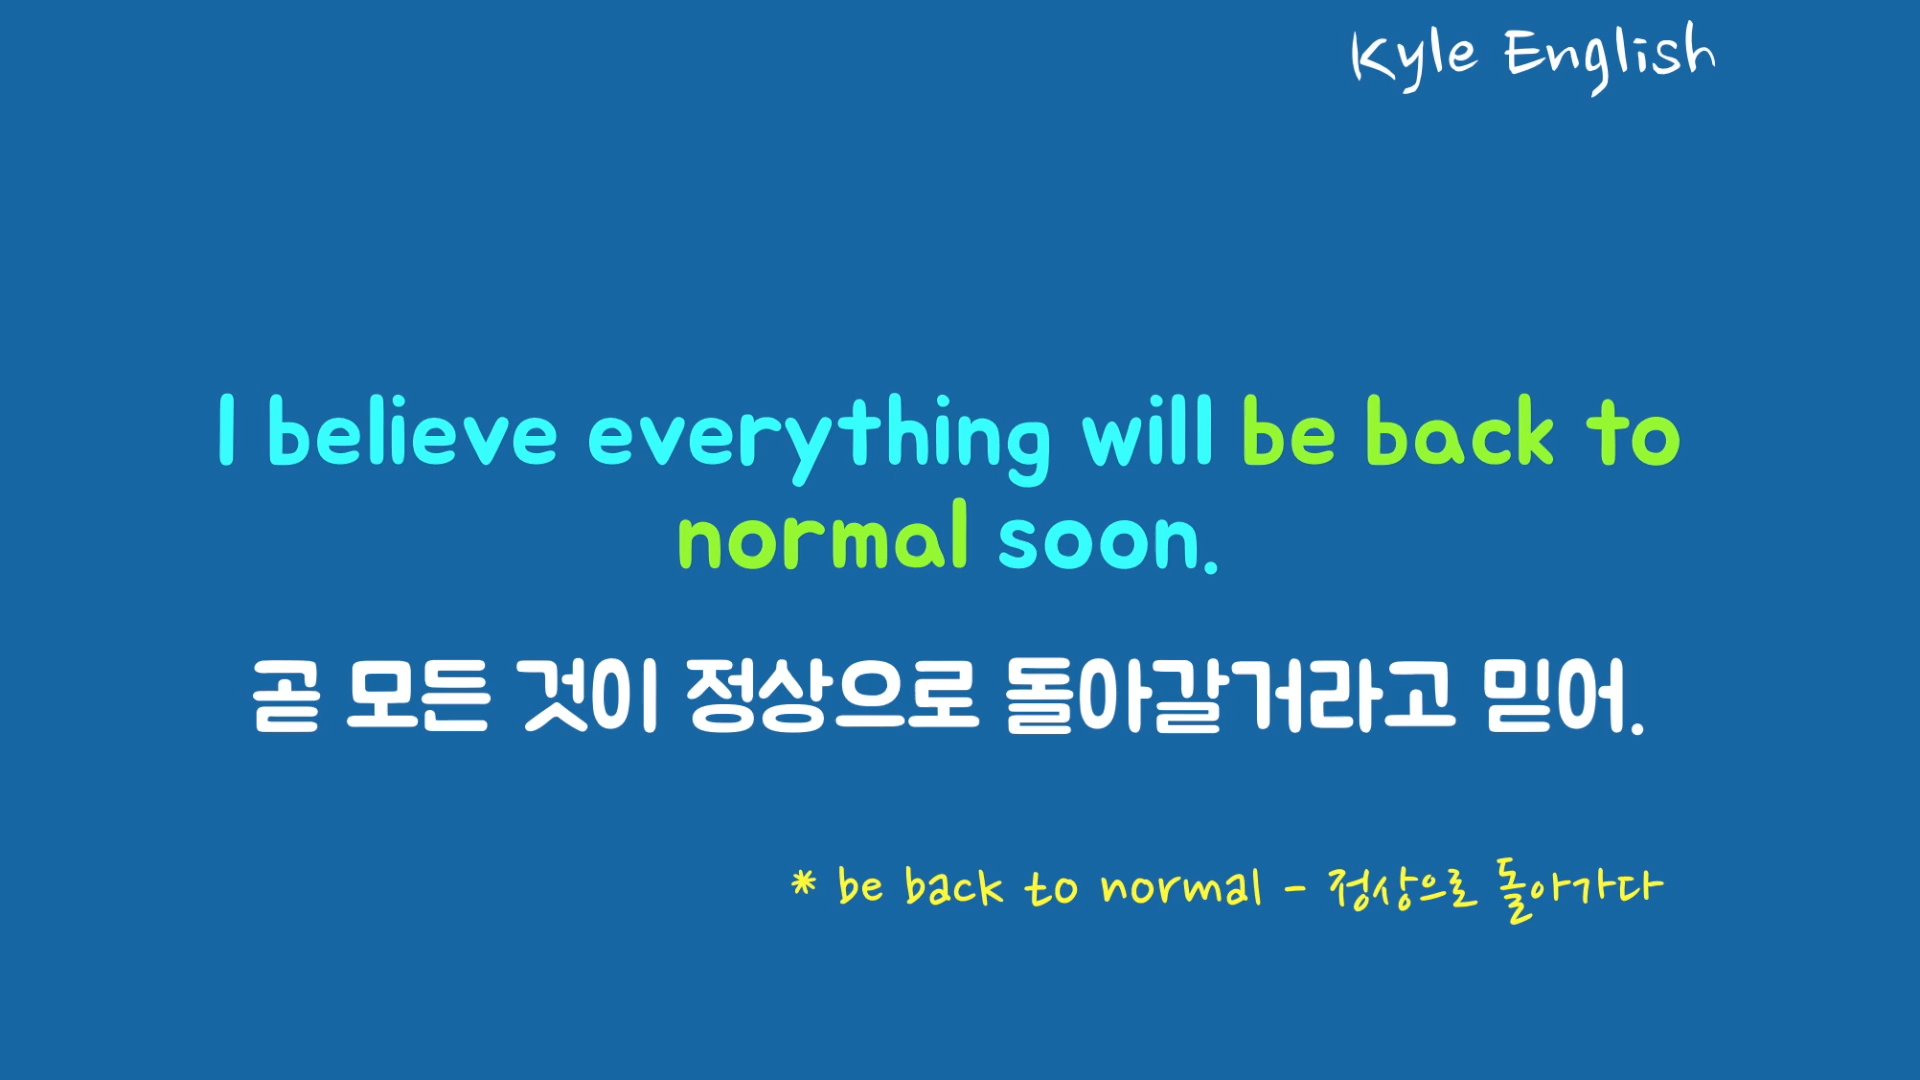 Kyle English
I believe everything will be back to
normal soon.
곧 모든 것이 정상으로 돌아갈거라고 믿어.
* be back to normal - 정상으로 돌아가다